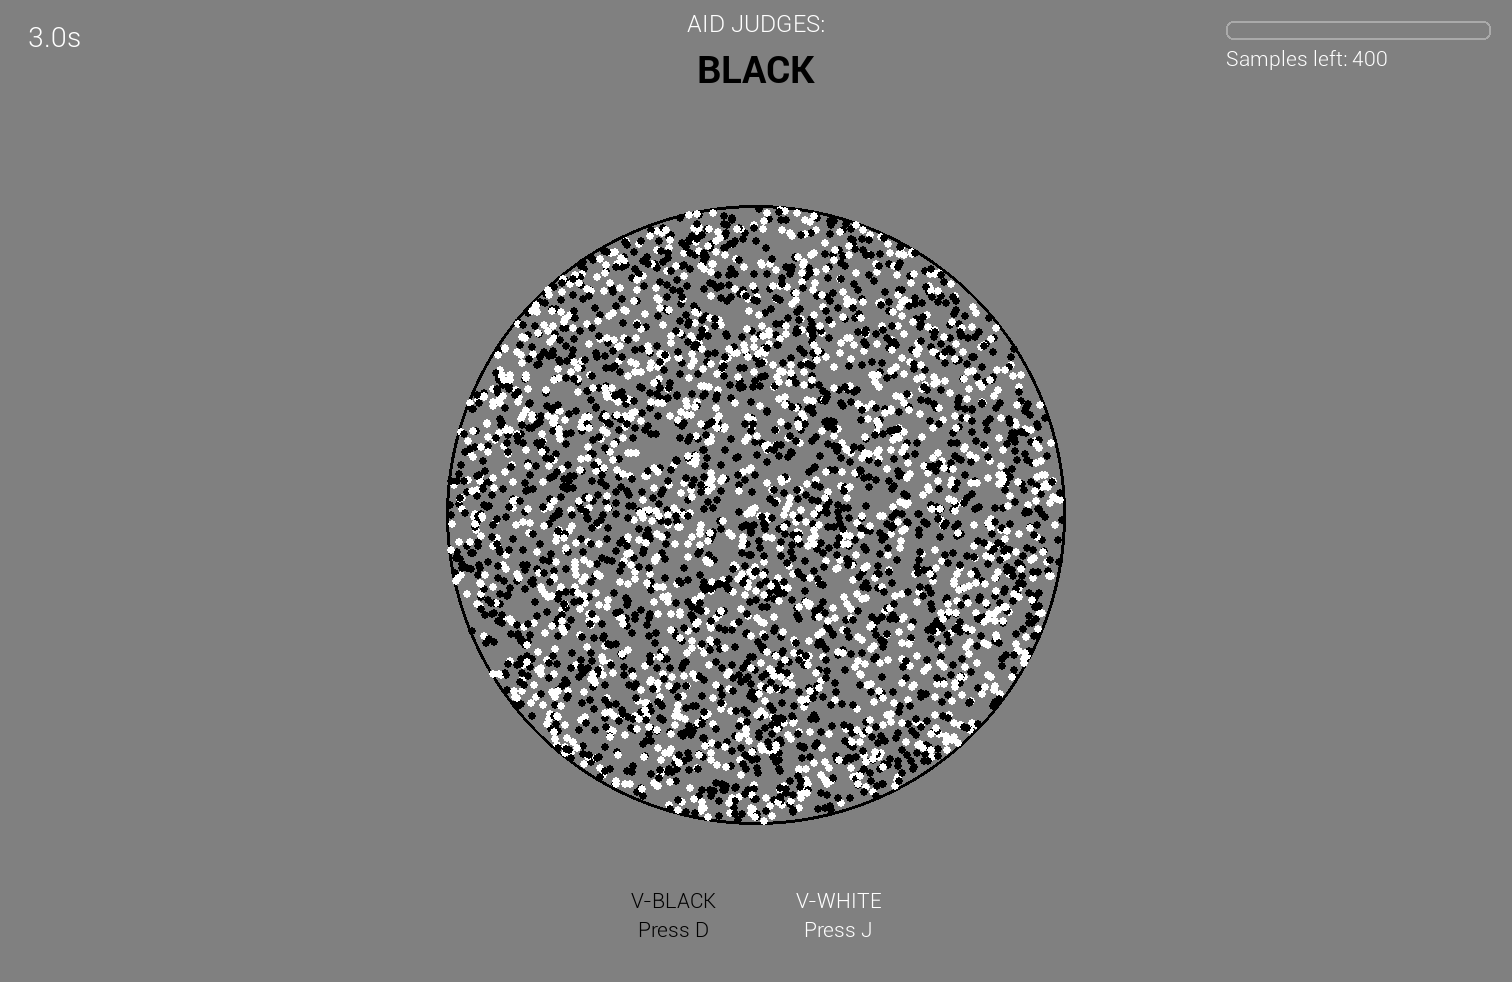 3.0s
AID JUDGES:
BLACK
Samples left: 400
V-BLACK
Press D
V-WHITE
Press J